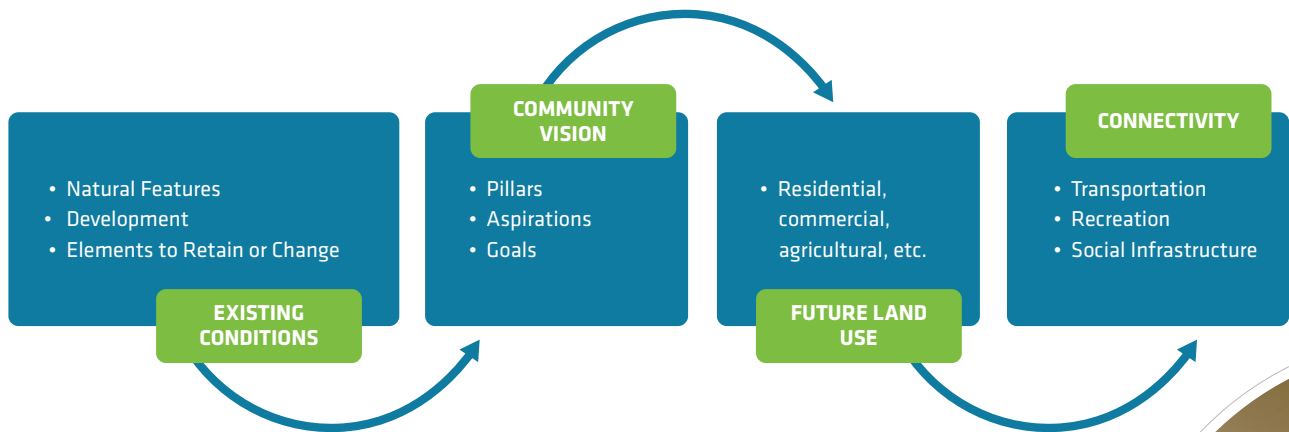 • Natural Features
• Development
• Elements to Retain or Change
EXISTING
CONDITIONS
COMMUNITY
VISION
• Pillars
• Aspirations
• Goals
• Residential,
commercial,
agricultural, etc.
FUTURE LAND
USE
CONNECTIVITY
• Transportation
• Recreation
• Social Infrastructure